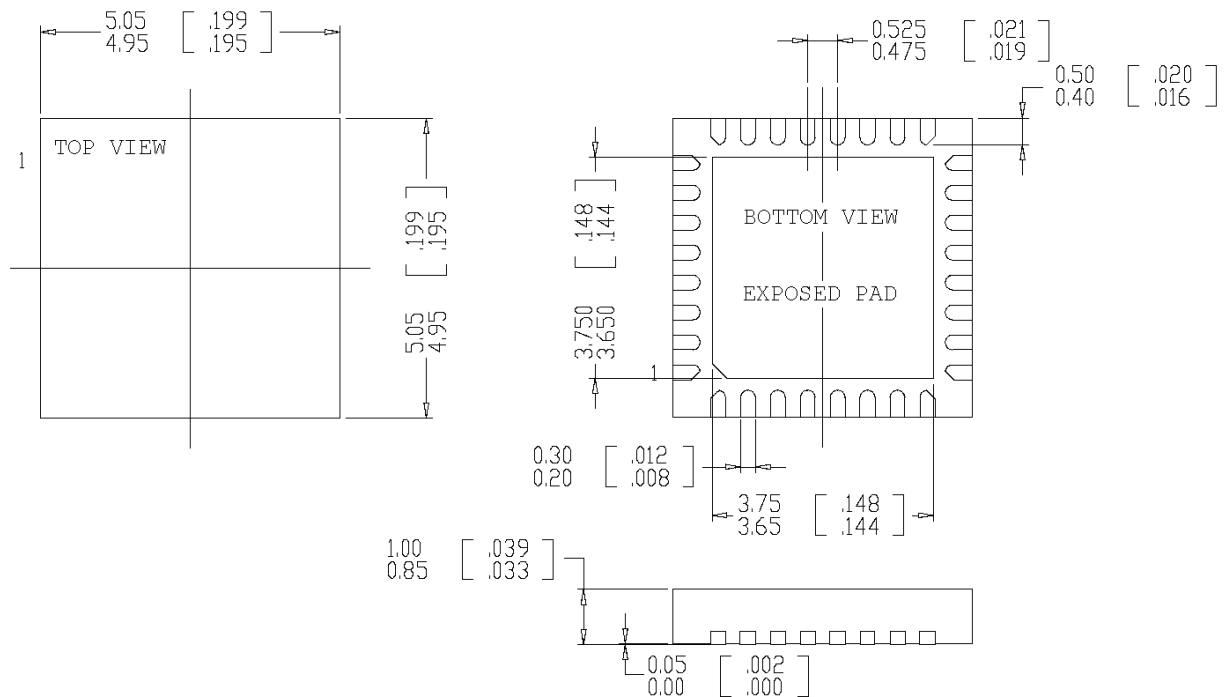 5.05 [ .199
4.95 [ .195 ]
1
TOP VIEW
5.05 [ .199 ]
4.95 [ .195 ]
0.525 [ .021 ]
0.475 [ .019 ]
0.50 [ .020 ]
0.40 [ .016 ]
3.750 [ .148 ]
3.650 [ .144 ]
BOTTOM VIEW
EXPOSED PAD
1
0.30 [ .012 ]
0.20 [ .008 ]
3.75 [ .148 ]
3.65 [ .144 ]
1.00 [ .039 ]
0.85 [ .033 ]
0.05 [ .002 ]
0.00 [ .000 ]